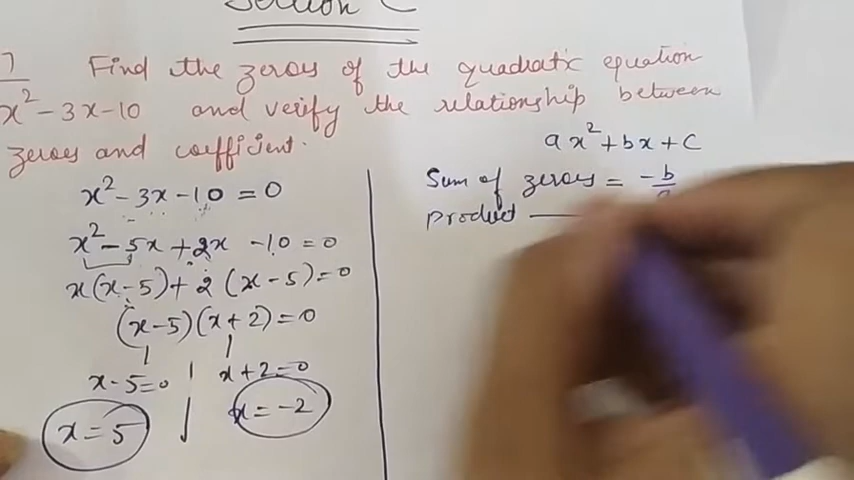 Section C
7 Find the zeroes of the quadratic equation
x² - 3x - 10 and verify the relationship between
zeroes and coefficient.
x² - 3x - 10 = 0
x² - 5x + 2x - 10 = 0
x(x - 5) + 2(x - 5) = 0
(x - 5)(x + 2) = 0
x - 5 = 0 | x + 2 = 0
x = 5 | x = -2
ax² + bx + c
Sum of zeroes = -b/a
product